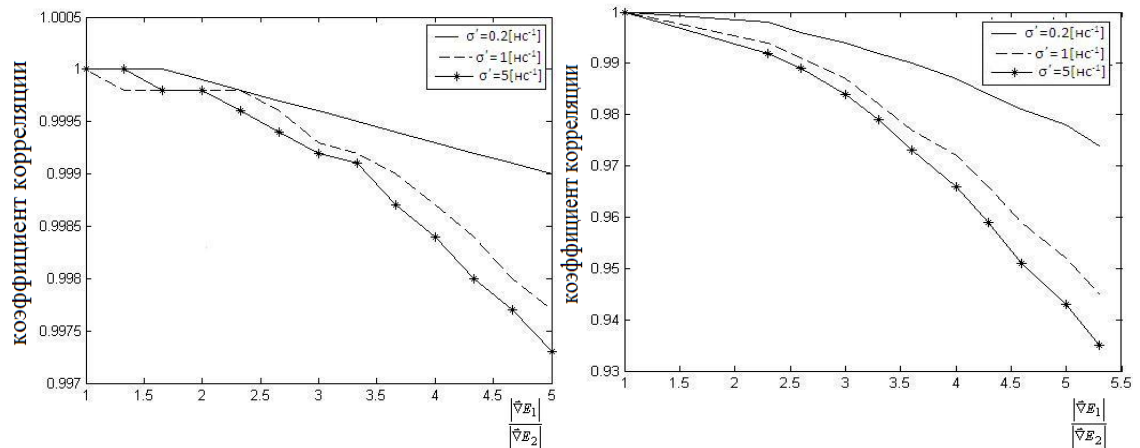 1.0005
1
0.9995
0.999
0.9985
0.998
0.9975
0.997
1 1.5 2 2.5 3 3.5 4 4.5 5
коэффициент корреляции
σ'=0.2[нс⁻¹]
σ'=1[нс⁻¹]
σ'=5[нс⁻¹]
|∇E₁|
|∇E₂|
1
0.99
0.98
0.97
0.96
0.95
0.94
0.93
1 1.5 2 2.5 3 3.5 4 4.5 5 5.5
коэффициент корреляции
σ'=0.2[нс⁻¹]
σ'=1[нс⁻¹]
σ'=5[нс⁻¹]
|∇E₁|
|∇E₂|